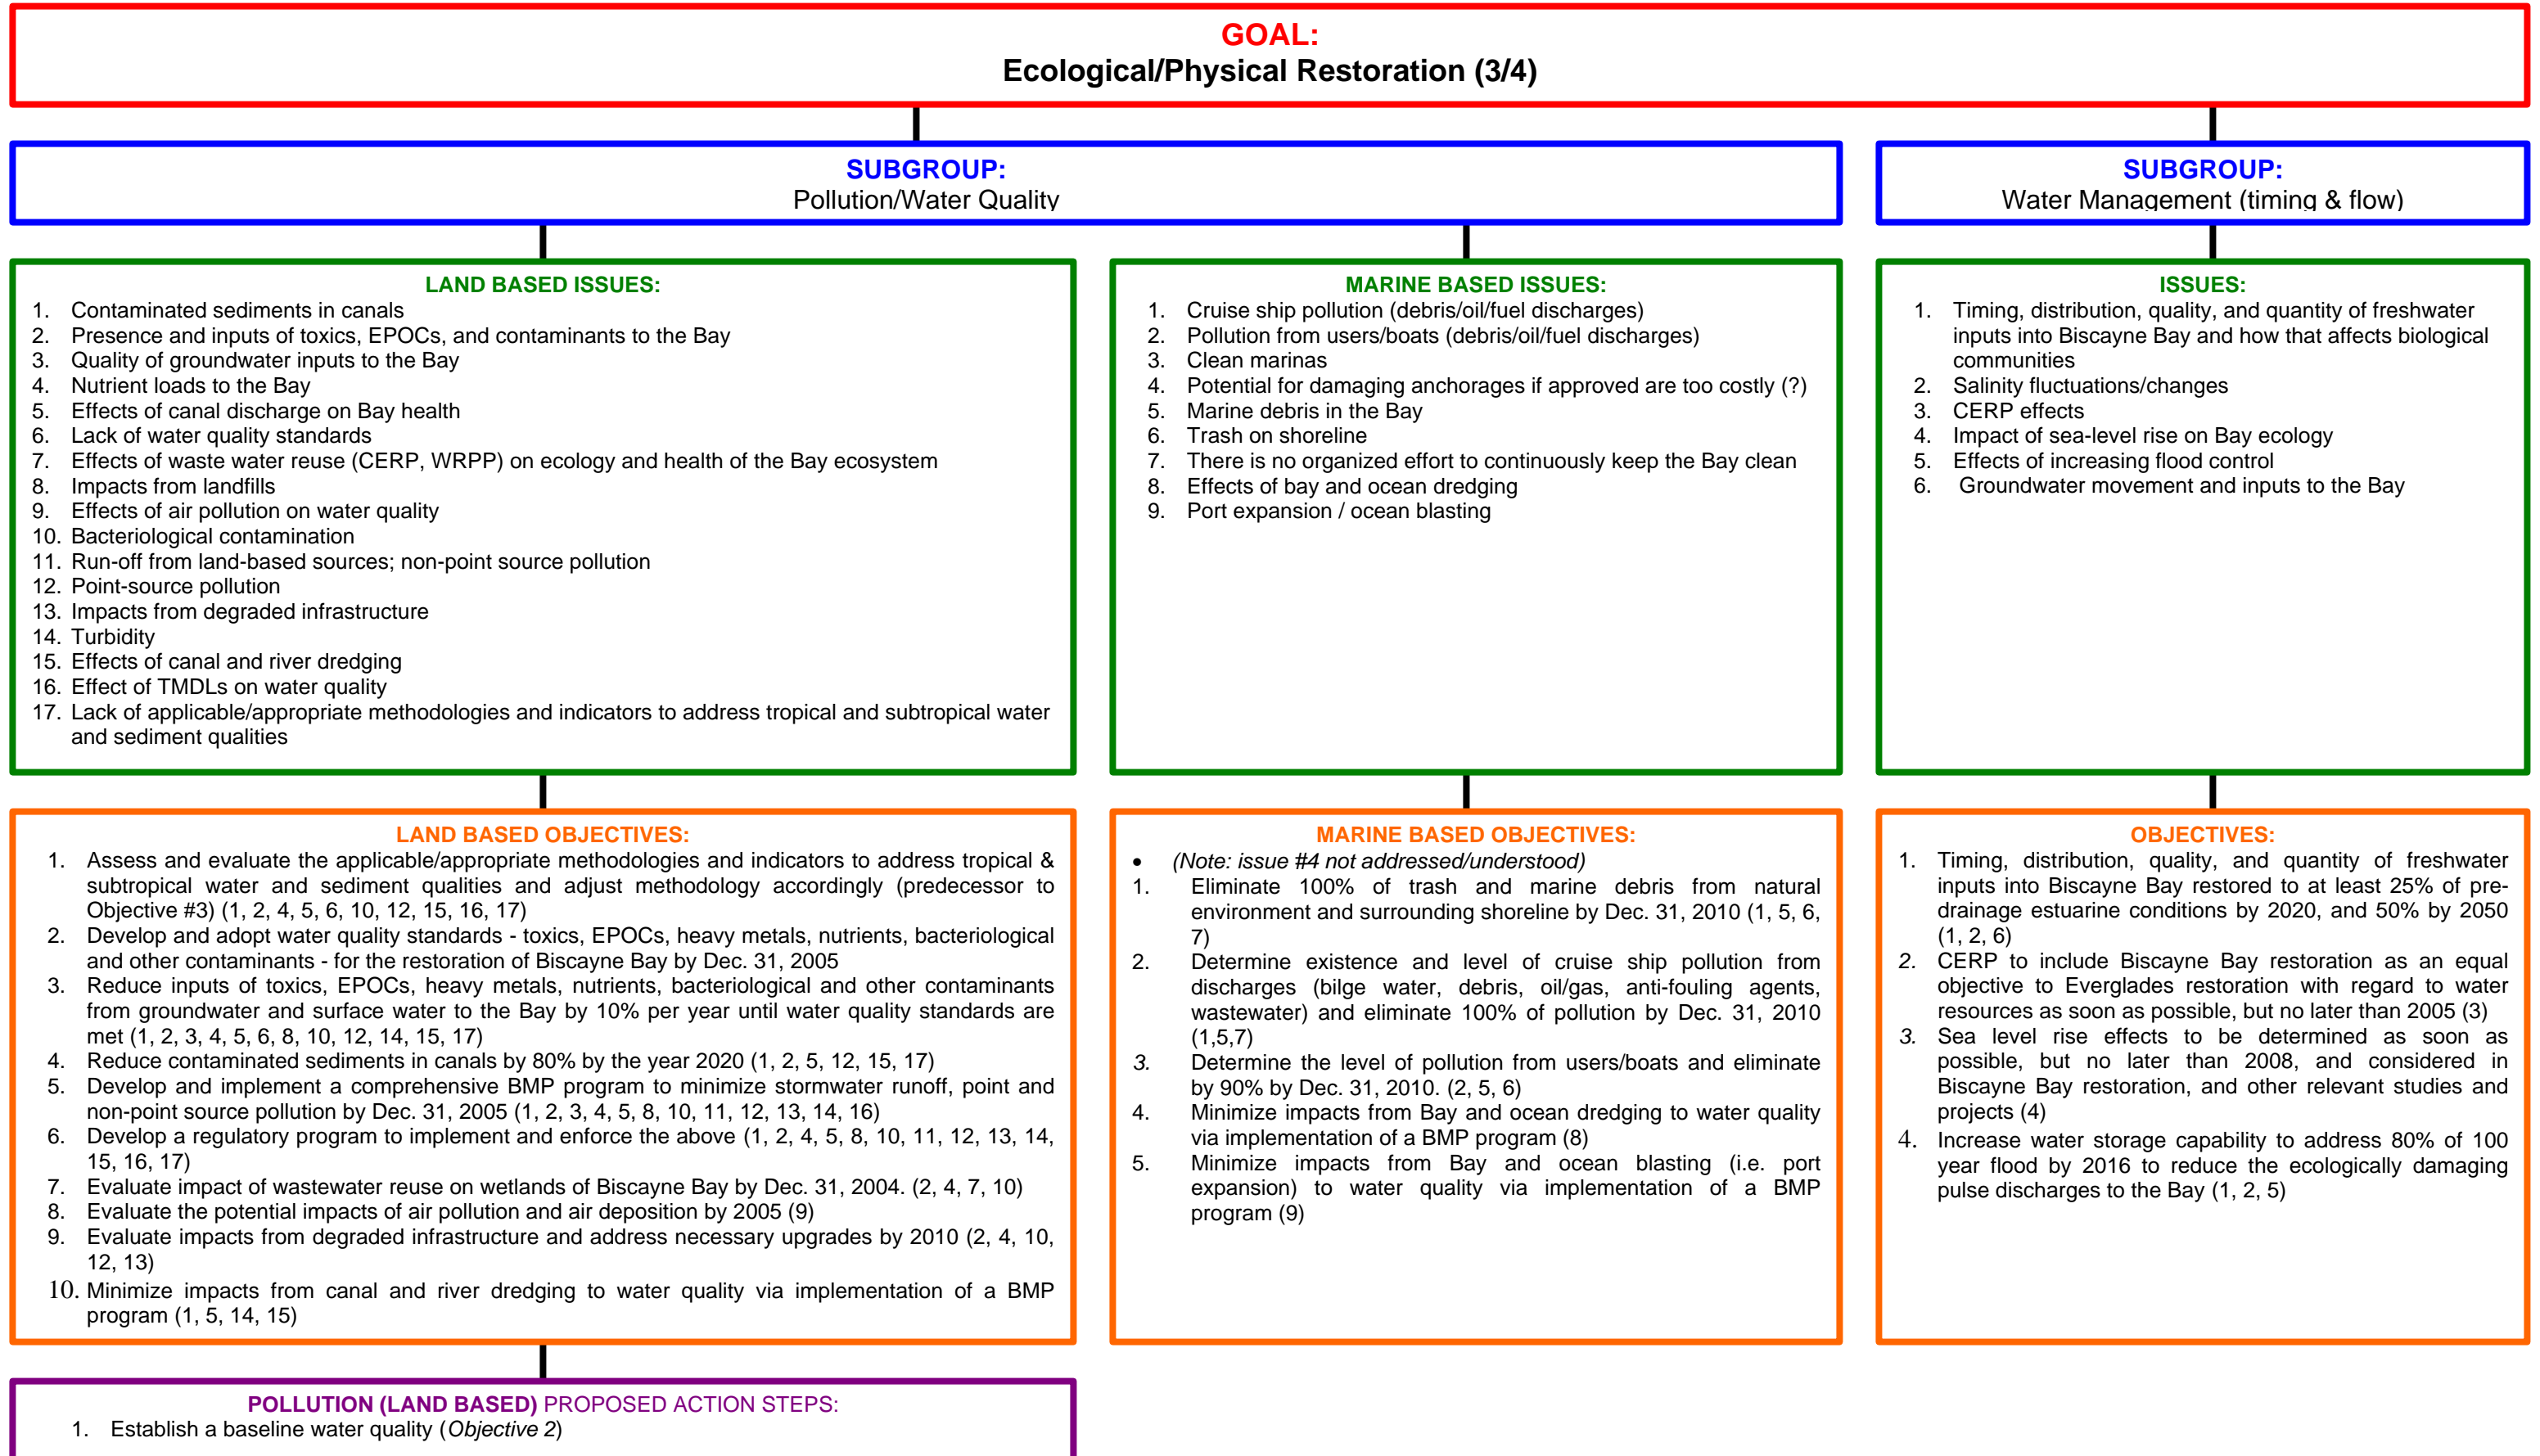 GOAL:
Ecological/Physical Restoration (3/4)
SUBGROUP:
Pollution/Water Quality
SUBGROUP:
Water Management (timing & flow)
LAND BASED ISSUES:
1. Contaminated sediments in canals
2. Presence and inputs of toxics, EPOCs, and contaminants to the Bay
3. Quality of groundwater inputs to the Bay
4. Nutrient loads to the Bay
5. Effects of canal discharge on Bay health
6. Lack of water quality standards
7. Effects of waste water reuse (CERP, WRPP) on ecology and health of the Bay ecosystem
8. Impacts from landfills
9. Effects of air pollution on water quality
10. Bacteriological contamination
11. Run-off from land-based sources; non-point source pollution
12. Point-source pollution
13. Impacts from degraded infrastructure
14. Turbidity
15. Effects of canal and river dredging
16. Effect of TMDLs on water quality
17. Lack of applicable/appropriate methodologies and indicators to address tropical and subtropical water
and sediment qualities
MARINE BASED ISSUES:
1. Cruise ship pollution (debris/oil/fuel discharges)
2. Pollution from users/boats (debris/oil/fuel discharges)
3. Clean marinas
4. Potential for damaging anchorages if approved are too costly (?)
5. Marine debris in the Bay
6. Trash on shoreline
7. There is no organized effort to continuously keep the Bay clean
8. Effects of bay and ocean dredging
9. Port expansion / ocean blasting
ISSUES:
1. Timing, distribution, quality, and quantity of freshwater
inputs into Biscayne Bay and how that affects biological
communities
2. Salinity fluctuations/changes
3. CERP effects
4. Impact of sea-level rise on Bay ecology
5. Effects of increasing flood control
6. Groundwater movement and inputs to the Bay
LAND BASED OBJECTIVES:
1. Assess and evaluate the applicable/appropriate methodologies and indicators to address tropical &
subtropical water and sediment qualities and adjust methodology accordingly (predecessor to
Objective #3) (1, 2, 4, 5, 6, 10, 12, 15, 16, 17)
2. Develop and adopt water quality standards - toxics, EPOCs, heavy metals, nutrients, bacteriological
and other contaminants - for the restoration of Biscayne Bay by Dec. 31, 2005
3. Reduce inputs of toxics, EPOCs, heavy metals, nutrients, bacteriological and other contaminants
from groundwater and surface water to the Bay by 10% per year until water quality standards are
met (1, 2, 3, 4, 5, 6, 8, 10, 12, 14, 15, 17)
4. Reduce contaminated sediments in canals by 80% by the year 2020 (1, 2, 5, 12, 15, 17)
5. Develop and implement a comprehensive BMP program to minimize stormwater runoff, point and
non-point source pollution by Dec. 31, 2005 (1, 2, 3, 4, 5, 8, 10, 11, 12, 13, 14, 16)
6. Develop a regulatory program to implement and enforce the above (1, 2, 4, 5, 8, 10, 11, 12, 13, 14,
15, 16, 17)
7. Evaluate impact of wastewater reuse on wetlands of Biscayne Bay by Dec. 31, 2004. (2, 4, 7, 10)
8. Evaluate the potential impacts of air pollution and air deposition by 2005 (9)
9. Evaluate impacts from degraded infrastructure and address necessary upgrades by 2010 (2, 4, 10,
12, 13)
10. Minimize impacts from canal and river dredging to water quality via implementation of a BMP
program (1, 5, 14, 15)
MARINE BASED OBJECTIVES:
• (Note: issue #4 not addressed/understood)
1. Eliminate 100% of trash and marine debris from natural
environment and surrounding shoreline by Dec. 31, 2010 (1, 5, 6,
7)
2. Determine existence and level of cruise ship pollution from
discharges (bilge water, debris, oil/gas, anti-fouling agents,
wastewater) and eliminate 100% of pollution by Dec. 31, 2010
(1,5,7)
3. Determine the level of pollution from users/boats and eliminate
by 90% by Dec. 31, 2010. (2, 5, 6)
4. Minimize impacts from Bay and ocean dredging to water quality
via implementation of a BMP program (8)
5. Minimize impacts from Bay and ocean blasting (i.e. port
expansion) to water quality via implementation of a BMP
program (9)
OBJECTIVES:
1. Timing, distribution, quality, and quantity of freshwater
inputs into Biscayne Bay restored to at least 25% of pre-
drainage estuarine conditions by 2020, and 50% by 2050
(1, 2, 6)
2. CERP to include Biscayne Bay restoration as an equal
objective to Everglades restoration with regard to water
resources as soon as possible, but no later than 2005 (3)
3. Sea level rise effects to be determined as soon as
possible, but no later than 2008, and considered in
Biscayne Bay restoration, and other relevant studies and
projects (4)
4. Increase water storage capability to address 80% of 100
year flood by 2016 to reduce the ecologically damaging
pulse discharges to the Bay (1, 2, 5)
POLLUTION (LAND BASED) PROPOSED ACTION STEPS:
1. Establish a baseline water quality (Objective 2)